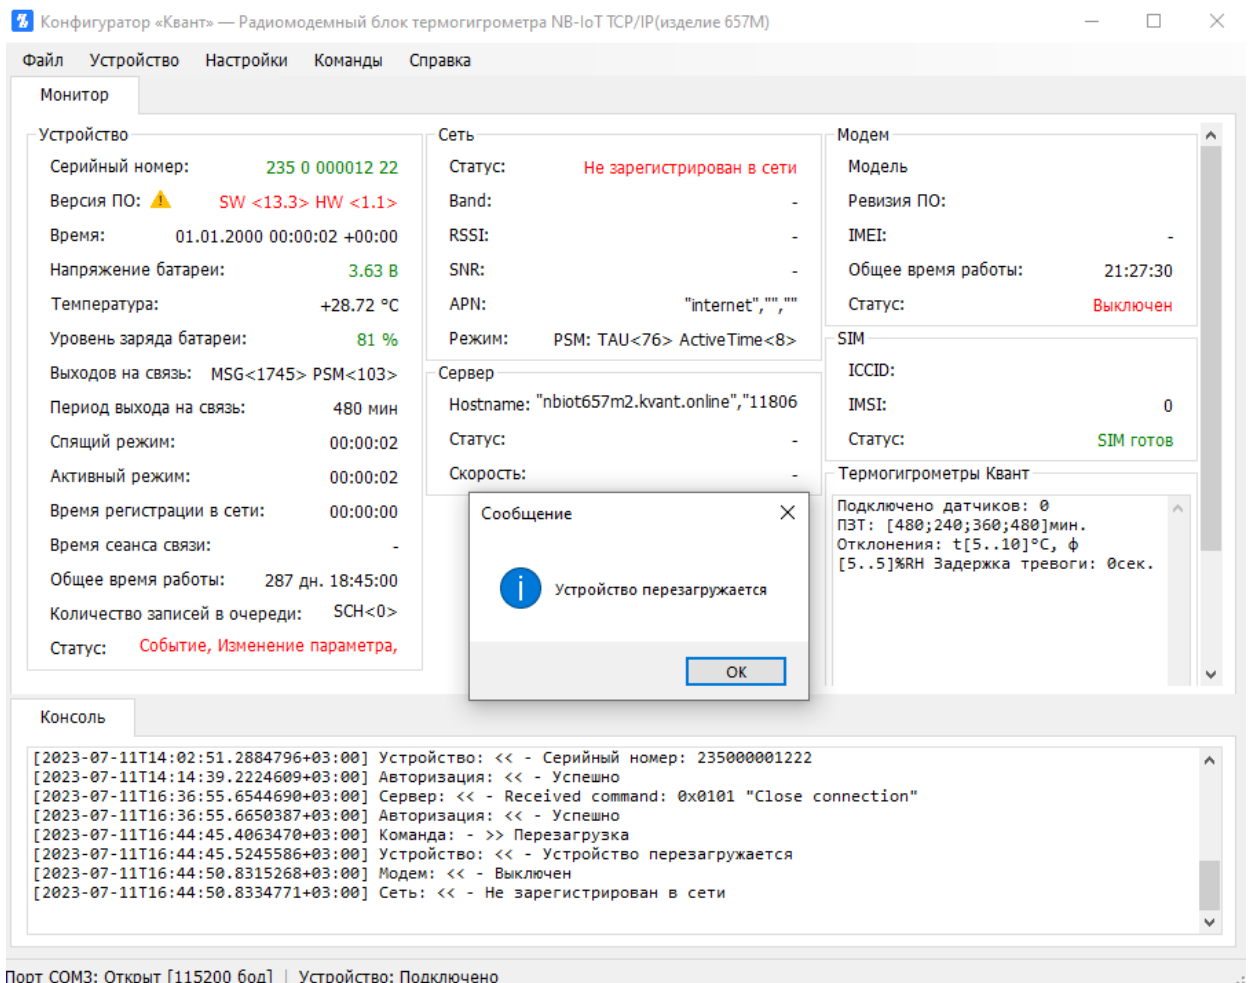 Конфигуратор «Квант» — Радиомодемный блок термогигрометра NB-IoT TCP/IP(изделие 657М)
Файл Устройство Настройки Команды Справка
Монитор
Устройство
Серийный номер: 235 0 000012 22
Версия ПО: SW <13.3> HW <1.1>
Время: 01.01.2000 00:00:02 +00:00
Напряжение батареи: 3.63 В
Температура: +28.72 °C
Уровень заряда батареи: 81 %
Выходов на связь: MSG<1745> PSM<103>
Период выхода на связь: 480 мин
Спящий режим: 00:00:02
Активный режим: 00:00:02
Время регистрации в сети: 00:00:00
Время сеанса связи: -
Общее время работы: 287 дн. 18:45:00
Количество записей в очереди: SCH<0>
Статус: Событие, Изменение параметра,
Сеть
Статус: Не зарегистрирован в сети
Band: -
RSSI: -
SNR: -
APN: "internet","",""
Режим: PSM: TAU<76> ActiveTime<8>
Сервер
Hostname: "nbiot657m2.kvant.online","11806
Статус: -
Скорость: -
Модем
Модель
Ревизия ПО:
IMEI: -
Общее время работы: 21:27:30
Статус: Выключен
SIM
ICCID:
IMSI: 0
Статус: SIM готов
Термогигрометры Квант
Подключено датчиков: 0
ПЗТ: [480;240;360;480]мин.
Отклонения: t[5..10]°C, ф
[5..5]%RH Задержка тревоги: 0сек.
Сообщение
Устройство перезагружается
ОК
Консоль
[2023-07-11T14:02:51.2884796+03:00] Устройство: << - Серийный номер: 235000001222
[2023-07-11T14:14:39.2224609+03:00] Авторизация: << - Успешно
[2023-07-11T16:36:55.6544690+03:00] Сервер: << - Received command: 0x0101 "Close connection"
[2023-07-11T16:36:55.6650387+03:00] Авторизация: << - Успешно
[2023-07-11T16:44:45.4063470+03:00] Команда: - >> Перезагрузка
[2023-07-11T16:44:45.5245586+03:00] Устройство: << - Устройство перезагружается
[2023-07-11T16:44:50.8315268+03:00] Модем: << - Выключен
[2023-07-11T16:44:50.8334771+03:00] Сеть: << - Не зарегистрирован в сети
Порт COM3: Открыт [115200 бод] | Устройство: Подключено